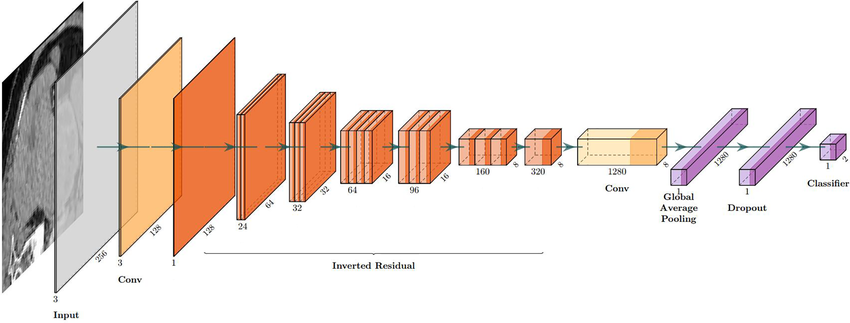 3
256
Input
3
128
Conv
1
128
24
64
32
32
64
16
96
16
Inverted Residual
160
8
320
8
1280
8
Conv
1
1280
Global
Average
Pooling
1
1280
Dropout
1
2
Classifier